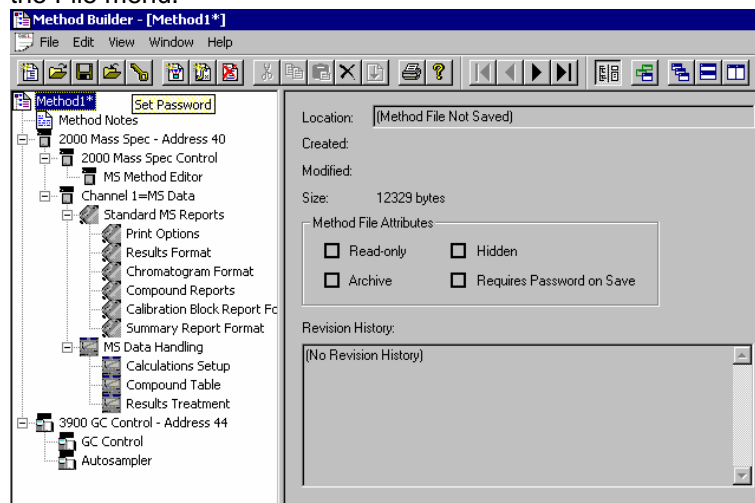 the File menu.
Method Builder - [Method1*]
File Edit View Window Help
Method1*
Set Password
Method Notes
2000 Mass Spec - Address 40
2000 Mass Spec Control
MS Method Editor
Channel 1=MS Data
Standard MS Reports
Print Options
Results Format
Chromatogram Format
Compound Reports
Calibration Block Report Fo
Summary Report Format
MS Data Handling
Calculations Setup
Compound Table
Results Treatment
3900 GC Control - Address 44
GC Control
Autosampler
Location: (Method File Not Saved)
Created:
Modified:
Size: 12329 bytes
Method File Attributes
Read-only Hidden
Archive Requires Password on Save
Revision History:
(No Revision History)